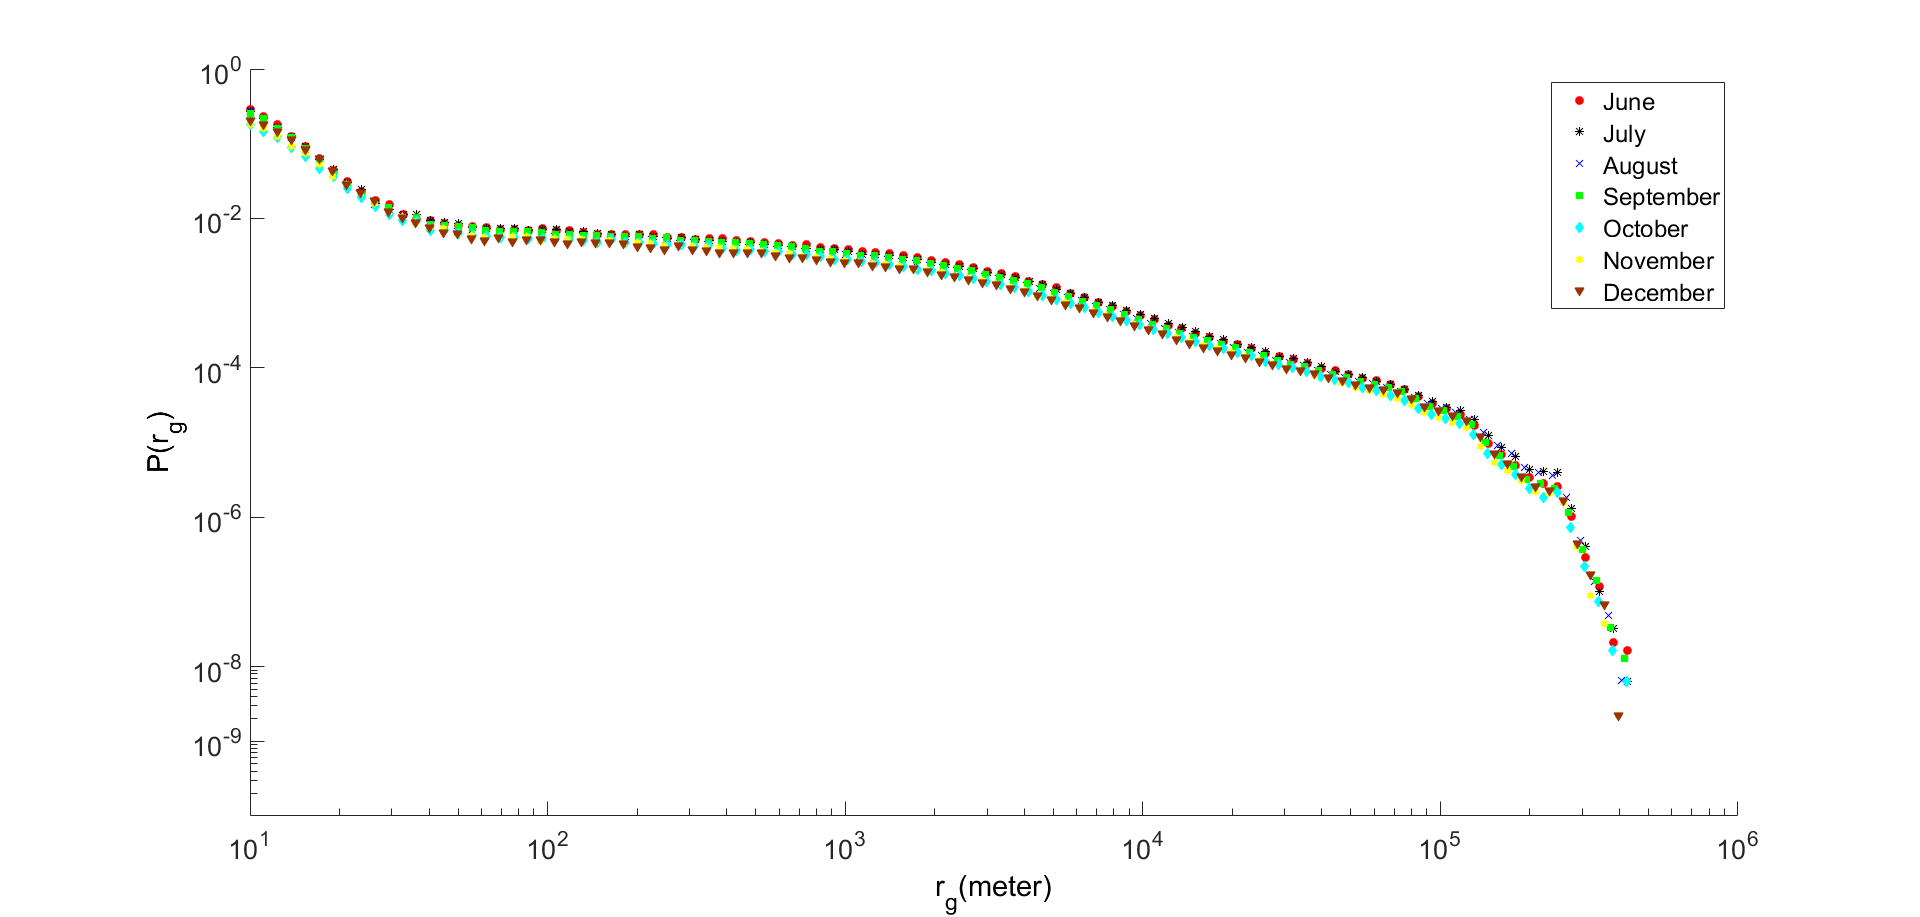 10^0
10^-2
10^-4
10^-6
10^-8
10^-9
P(r_g)
10^1 10^2 10^3 10^4 10^5 10^6
r_g(meter)
June
July
August
September
October
November
December